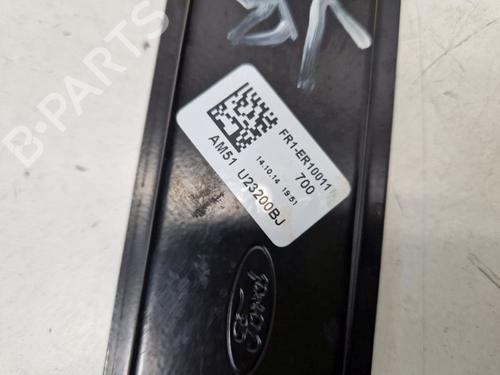 FR1-ER10011
700
14.10.14 19:51
AM51 U23200BJ
Ford
B-PARTS